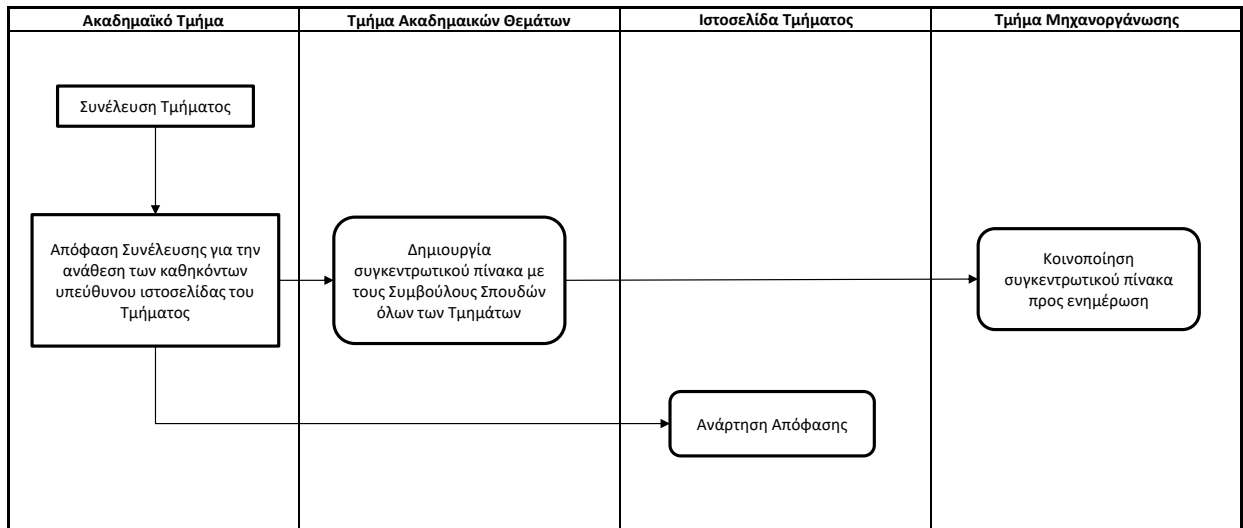 Ακαδημαϊκό Τμήμα
Τμήμα Ακαδημαικών Θεμάτων
Ιστοσελίδα Τμήματος
Τμήμα Μηχανοργάνωσης
Συνέλευση Τμήματος
Απόφαση Συνέλευσης για την
ανάθεση των καθηκόντων
υπεύθυνου ιστοσελίδας του
Τμήματος
Δημιουργία
συγκεντρωτικού πίνακα με
τους Συμβούλους Σπουδών
όλων των Τμημάτων
Κοινοποίηση
συγκεντρωτικού πίνακα
προς ενημέρωση
Ανάρτηση Απόφασης